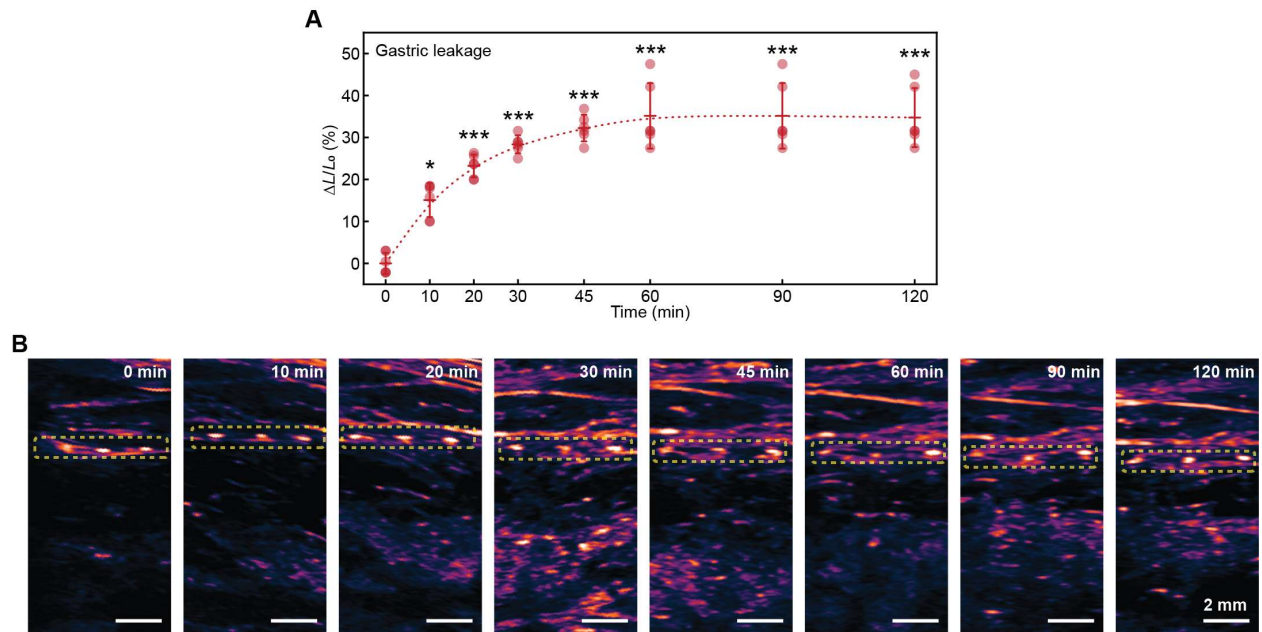 A
Gastric leakage
ΔL/L₀ (%)
50
40
30
20
10
0
*
***
***
***
***
***
***
0 10 20 30 45 60 90 120
Time (min)
B
0 min 10 min 20 min 30 min 45 min 60 min 90 min 120 min
2 mm